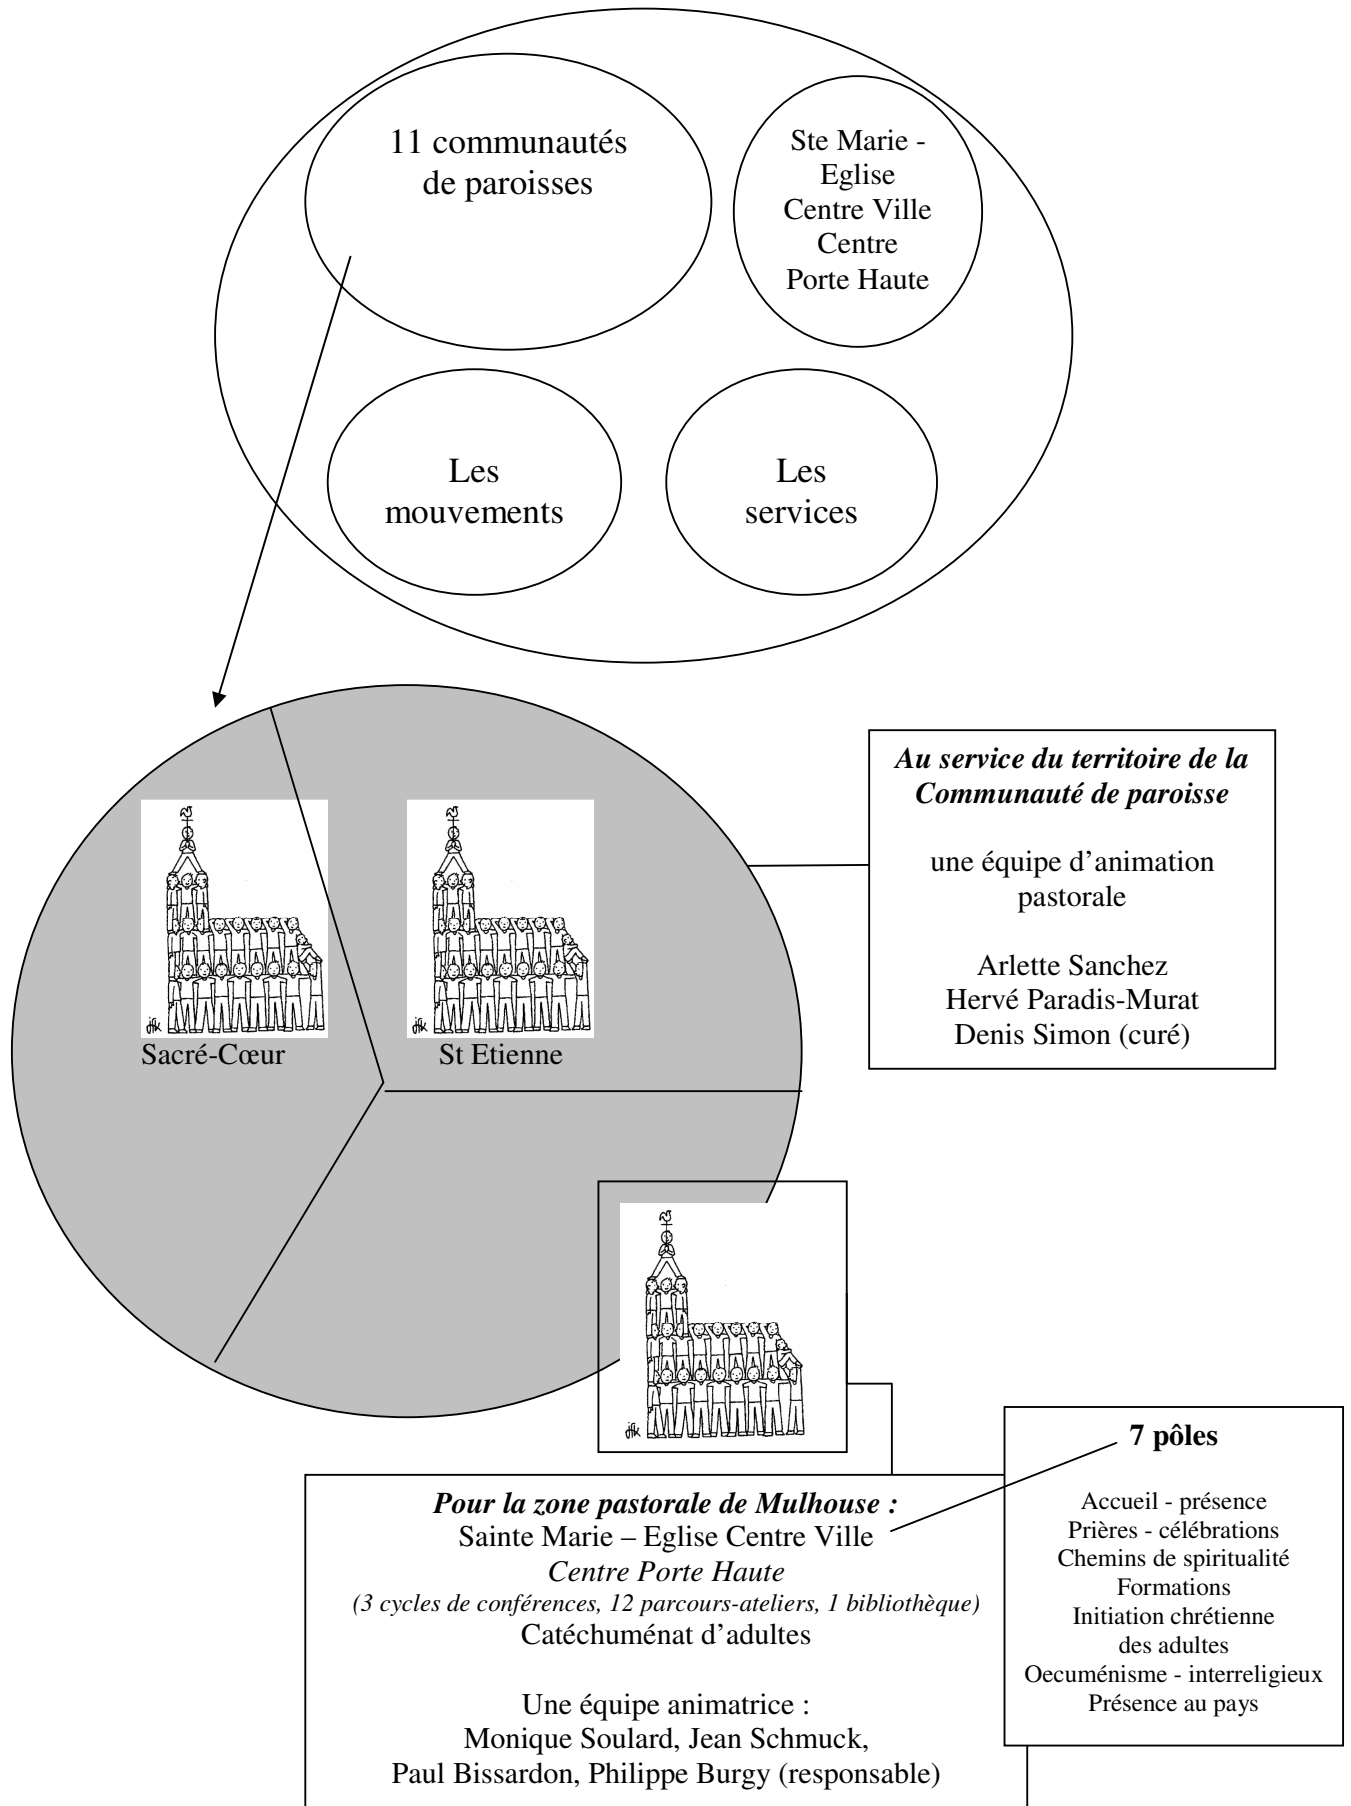 11 communautés
de paroisses
Ste Marie -
Eglise
Centre Ville
Centre
Porte Haute
Les
mouvements
Les
services
Sacré-Cœur
St Etienne
Au service du territoire de la
Communauté de paroisse
une équipe d’animation
pastorale
Arlette Sanchez
Hervé Paradis-Murat
Denis Simon (curé)
Pour la zone pastorale de Mulhouse :
Sainte Marie – Eglise Centre Ville
Centre Porte Haute
(3 cycles de conférences, 12 parcours-ateliers, 1 bibliothèque)
Catéchuménat d’adultes
Une équipe animatrice :
Monique Soulard, Jean Schmuck,
Paul Bissardon, Philippe Burgy (responsable)
7 pôles
Accueil - présence
Prières - célébrations
Chemins de spiritualité
Formations
Initiation chrétienne
des adultes
Oecuménisme - interreligieux
Présence au pays